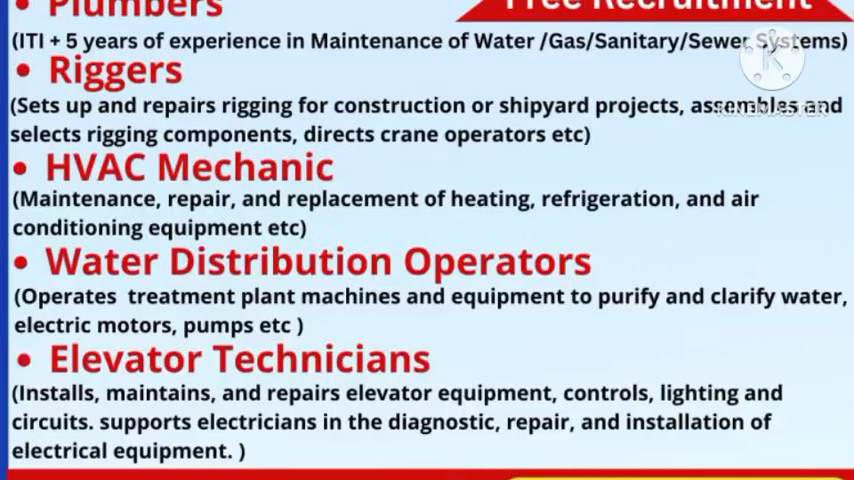 • Plumbers
Free Recruitment
(ITI + 5 years of experience in Maintenance of Water /Gas/Sanitary/Sewer Systems)
• Riggers
(Sets up and repairs rigging for construction or shipyard projects, assembles and
selects rigging components, directs crane operators etc)
K
KINEMASTER
• HVAC Mechanic
(Maintenance, repair, and replacement of heating, refrigeration, and air
conditioning equipment etc)
• Water Distribution Operators
(Operates  treatment plant machines and equipment to purify and clarify water,
electric motors, pumps etc )
• Elevator Technicians
(Installs, maintains, and repairs elevator equipment, controls, lighting and
circuits. supports electricians in the diagnostic, repair, and installation of
electrical equipment. )